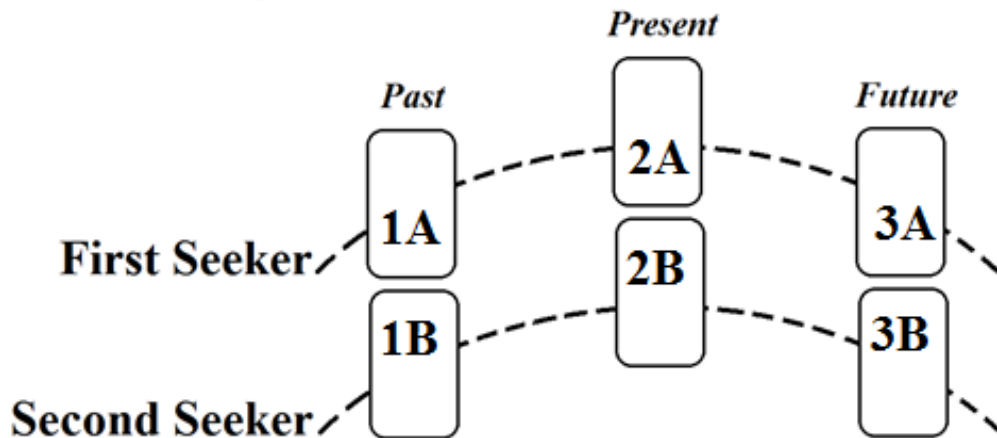 Present
Past
Future
2A
1A
3A
First Seeker
2B
1B
3B
Second Seeker